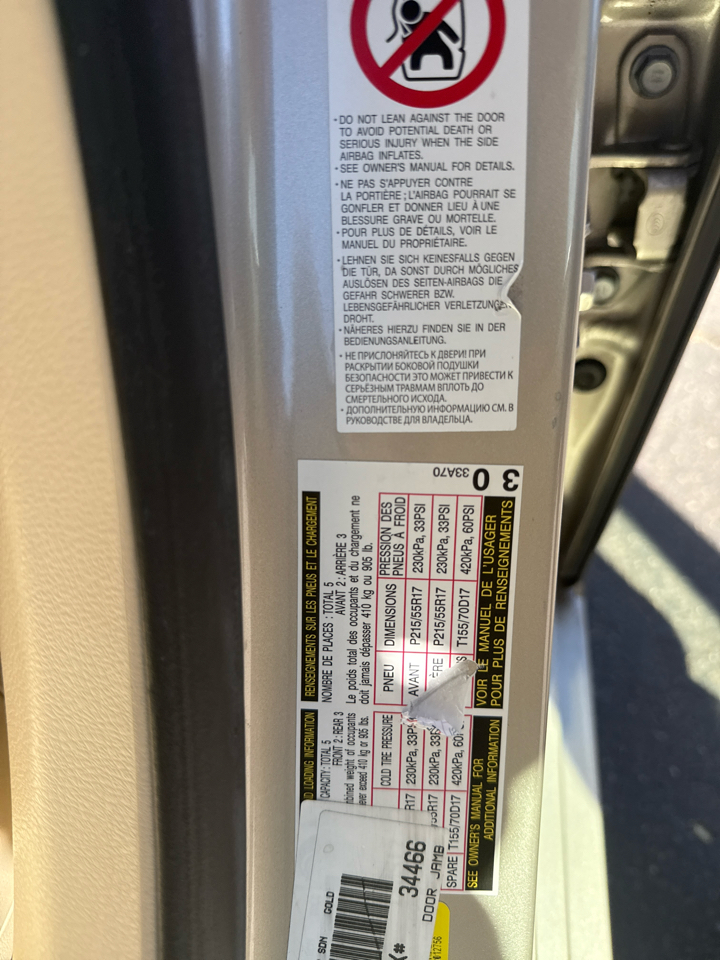 •DO NOT LEAN AGAINST THE DOOR
TO AVOID POTENTIAL DEATH OR
SERIOUS INJURY WHEN THE SIDE
AIRBAG INFLATES.
•SEE OWNER'S MANUAL FOR DETAILS.
•NE PAS S'APPUYER CONTRE
LA PORTIÈRE ; L'AIRBAG POURRAIT SE
GONFLER ET DONNER LIEU À UNE
BLESSURE GRAVE OU MORTELLE.
•POUR PLUS DE DÉTAILS, VOIR LE
MANUEL DU PROPRIÉTAIRE.
•LEHNEN SIE SICH KEINESFALLS GEGEN
DIE TÜR, DA SONST DURCH MÖGLICHES
AUSLÖSEN DES SEITEN-AIRBAGS DIE
GEFAHR SCHWERER BZW.
LEBENSGEFÄHRLICHER
DROHT.
•NÄHERES HIERZU FINDEN SIE IN DER
BEDIENUNGSANLEITUNG.
• НЕ ПРИСЛОНЯЙТЕСЬ К ДВЕРИ! ПРИ
РАСКРЫТИИ БОКОВОЙ ПОДУШКИ
БЕЗОПАСНОСТИ ЭТО МОЖЕТ ПРИВЕСТИ К
СЕРЬЁЗНЫМ ТРАВМАМ ВПЛОТЬ ДО
СМЕРТЕЛЬНОГО ИСХОДА.
• ДОПОЛНИТЕЛЬНУЮ ИНФОРМАЦИЮ СМ. В
РУКОВОДСТВЕ ДЛЯ ВЛАДЕЛЬЦА.
33A70
3 0
LOADING INFORMATION
CAPACITY : TOTAL 5
FRONT 2 : REAR 3
weight of occupants
exceed 410 kg or 905 lbs.
COLD TIRE PRESSURE
230kPa,
230kPa,
SPARE T155/70D17 420kPa,
SEE OWNER'S MANUAL FOR
ADDITIONAL INFORMATION
RENSEIGNEMENTS SUR LES PNEUS ET LE CHARGEMENT
NOMBRE DE PLACES : TOTAL 5
AVANT 2 : ARRIÈRE 3
Le poids total des occupants et du chargement ne
doit jamais dépasser 410 kg ou 905 lb.
PNEU DIMENSIONS PRESSION DES
PNEUS À FROID
AVANT P215/55R17 230kPa, 33PSI
P215/55R17 230kPa, 33PSI
T155/70D17 420kPa, 60PSI
VOIR LE MANUEL DE L'USAGER
POUR PLUS DE RENSEIGNEMENTS
SDN GOLD
34466
DOOR JAMB